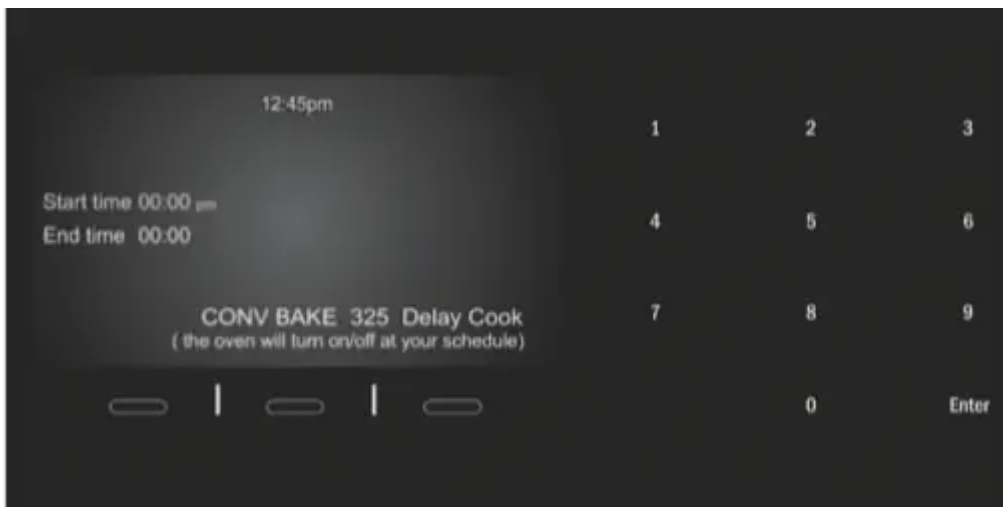 12:45pm
Start time 00:00 pm
End time 00:00
CONV BAKE 325 Delay Cook
( the oven will turn on/off at your schedule)
1 2 3
4 5 6
7 8 9
0 Enter